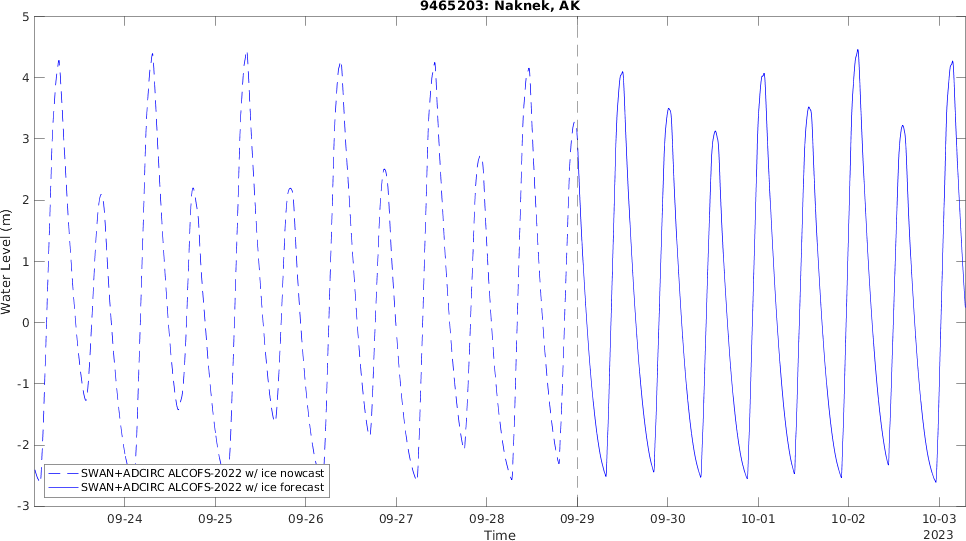 9465203: Naknek, AK
5
4
3
2
1
0
-1
-2
-3
Water Level (m)
SWAN+ADCIRC ALCOFS-2022 w/ ice nowcast
SWAN+ADCIRC ALCOFS-2022 w/ ice forecast
09-24 09-25 09-26 09-27 09-28 09-29 09-30 10-01 10-02 10-03
2023
Time